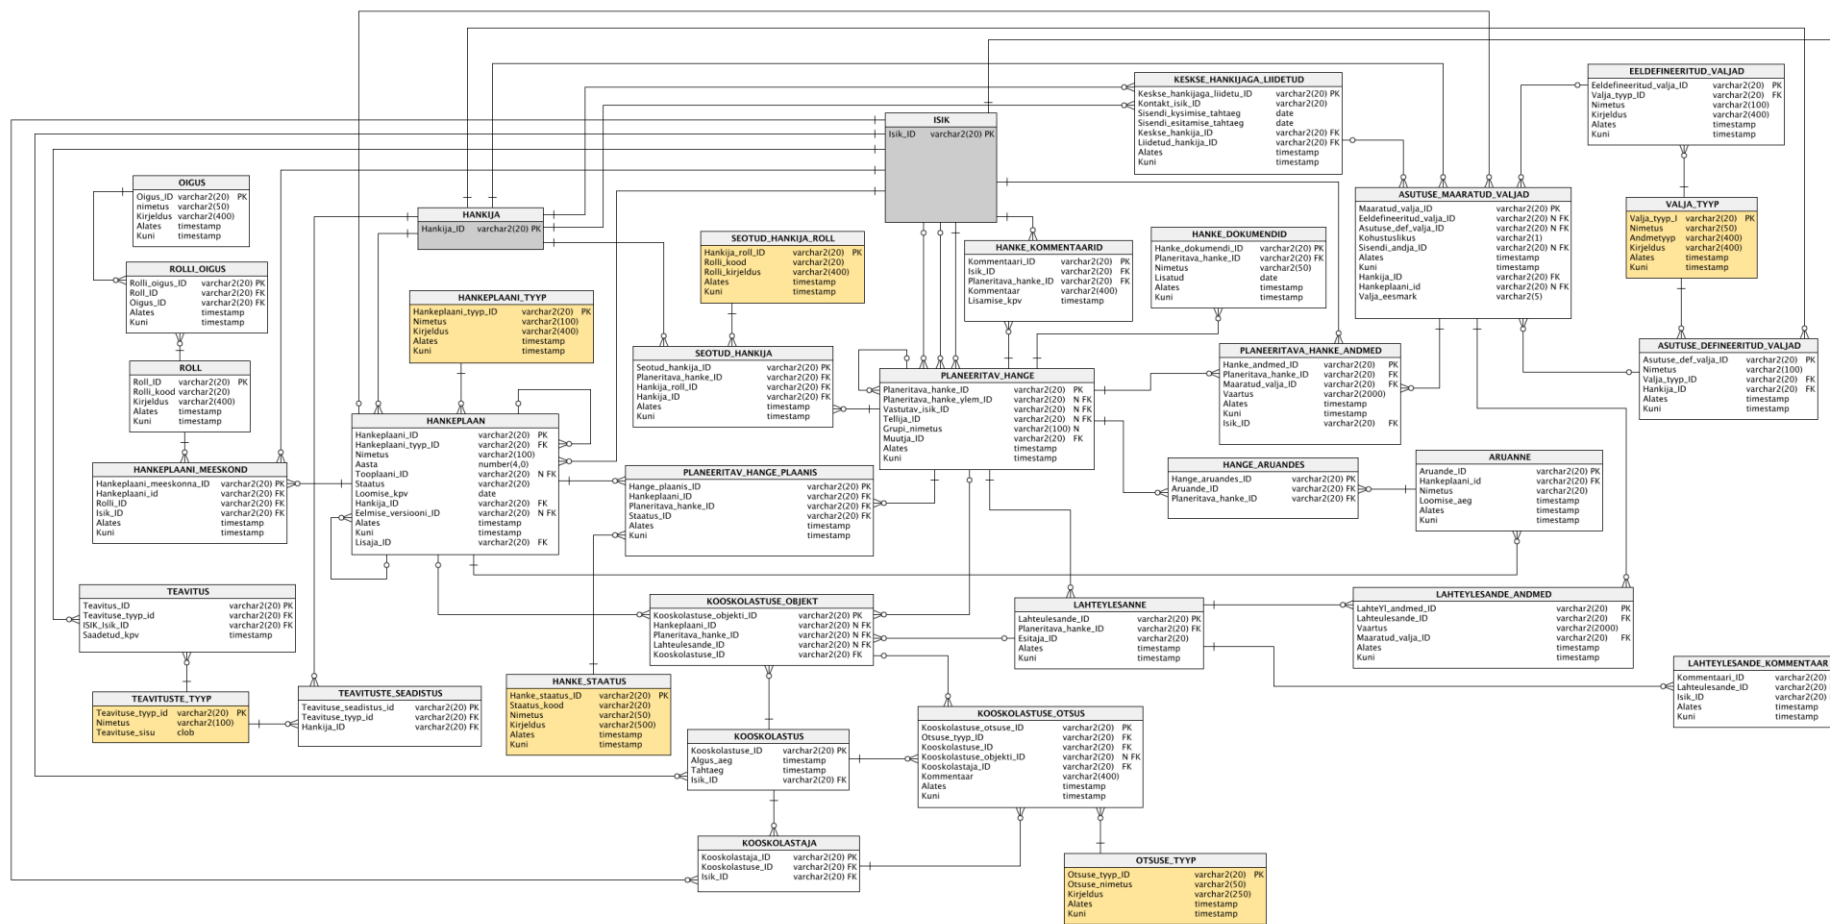 KESKSE_HANKIJAGA_LIIDETUD
Keskse_hankijaga_liidetu_ID varchar2(20) PK
Kontakt_isik_ID varchar2(20)
Sisendi_kysimise_tahtaeg date
Sisendi_esitamise_tahtaeg date
Keskse_hankija_ID varchar2(20) FK
Liidetud_hankija_ID varchar2(20) FK
Alates timestamp
Kuni timestamp
EELDEFINEERITUD_VALJAD
Eeldefineeritud_valja_ID varchar2(20) PK
Valja_tyyp_ID varchar2(20) FK
Nimetus varchar2(100)
Kirjeldus varchar2(400)
Alates timestamp
Kuni timestamp
ISIK
Isik_ID varchar2(20) PK
OIGUS
Oigus_ID varchar2(20) PK
nimetus varchar2(50)
Kirjeldus varchar2(400)
Alates timestamp
Kuni timestamp
HANKIJA
Hankija_ID varchar2(20) PK
ASUTUSE_MAARATUD_VALJAD
Maaratud_valja_ID varchar2(20) PK
Eeldefineeritud_valja_ID varchar2(20) N FK
Asutuse_def_valja_ID varchar2(20) N FK
Kohustuslikus varchar2(1)
Sisendi_andja_ID varchar2(20) N FK
Alates timestamp
Kuni timestamp
Hankija_ID varchar2(20) FK
Hankeplaani_id varchar2(20) FK
Valja_eesmark varchar2(5)
VALJA_TYYP
Valja_tyyp_I varchar2(20) PK
Nimetus varchar2(50)
Andmetyyp varchar2(400)
Kirjeldus varchar2(400)
Alates timestamp
Kuni timestamp
SEOTUD_HANKIJA_ROLL
Hankija_roll_ID varchar2(20) PK
Rolli_kood varchar2(20)
Rolli_kirjeldus varchar2(400)
Alates timestamp
Kuni timestamp
HANKE_KOMMENTAARID
Kommentaari_ID varchar2(20) PK
Isik_ID varchar2(20) FK
Planeritava_hanke_ID varchar2(20) FK
Kommentaar varchar2(400)
Lisamise_kpv timestamp
HANKE_DOKUMENDID
Hanke_dokumendi_ID varchar2(20) PK
Planeritava_hanke_ID varchar2(20) FK
Nimetus varchar2(50)
Lisatud date
Alates timestamp
Kuni timestamp
ROLLI_OIGUS
Rolli_oigus_ID varchar2(20) PK
Roll_ID varchar2(20) FK
Oigus_ID varchar2(20) FK
Alates timestamp
Kuni timestamp
HANKEPLAANI_TYYP
Hankeplaani_tyyp_ID varchar2(20) PK
Nimetus varchar2(100)
Kirjeldus varchar2(400)
Alates timestamp
Kuni timestamp
SEOTUD_HANKIJA
Seotud_hankija_ID varchar2(20) PK
Planeritava_hanke_ID varchar2(20) FK
Hankija_roll_ID varchar2(20) FK
Hankija_ID varchar2(20) FK
Alates timestamp
Kuni timestamp
PLANEERITAVA_HANKE_ANDMED
Hanke_andmed_ID varchar2(20) PK
Planeritava_hanke_ID varchar2(20) FK
Maaratud_valja_ID varchar2(20) FK
Vaartus varchar2(2000)
Alates timestamp
Kuni timestamp
Isik_ID varchar2(20) FK
ASUTUSE_DEFINEERITUD_VALJAD
Asutuse_def_valja_ID varchar2(20) PK
Nimetus varchar2(100)
Valja_tyyp_ID varchar2(20) FK
Hankija_ID varchar2(20) FK
Alates timestamp
Kuni timestamp
ROLL
Roll_ID varchar2(20) PK
Rolli_kood varchar2(20)
Kirjeldus varchar2(400)
Alates timestamp
Kuni timestamp
PLANEERITAV_HANGE
Planeritava_hanke_ID varchar2(20) PK
Planeritava_hanke_ylem_ID varchar2(20) N FK
Vastutav_isik_ID varchar2(20) N FK
Tellija_ID varchar2(20) N FK
Grupi_nimetus varchar2(100) N
Muutja_ID varchar2(20) FK
Alates timestamp
Kuni timestamp
HANKEPLAAN
Hankeplaani_ID varchar2(20) PK
Hankeplaani_tyyp_ID varchar2(20) FK
Nimetus varchar2(100)
Aasta number(4,0)
Tooplaani_ID varchar2(20) N FK
Staatus varchar2(20)
Loomise_kpv date
Hankija_ID varchar2(20) FK
Eelmise_versiooni_ID varchar2(20) N FK
Alates timestamp
Kuni timestamp
Lisaja_ID varchar2(20) FK
HANKEPLAANI_MEESKOND
Hankeplaani_meeskonna_ID varchar2(20) PK
Hankeplaani_id varchar2(20) FK
Rolli_ID varchar2(20) FK
Isik_ID varchar2(20) FK
Alates timestamp
Kuni timestamp
PLANEERITAV_HANGE_PLAANIS
Hange_plaanis_ID varchar2(20) PK
Hankeplaani_ID varchar2(20) FK
Planeritava_hanke_ID varchar2(20) FK
Staatus_ID varchar2(20) FK
Alates timestamp
Kuni timestamp
HANGE_ARUANDES
Hange_aruandes_ID varchar2(20) PK
Aruande_ID varchar2(20) FK
Planeritava_hanke_ID varchar2(20) FK
ARUANNE
Aruande_ID varchar2(20) PK
Hankeplaani_id varchar2(20) FK
Nimetus varchar2(20)
Loomise_aeg timestamp
Alates timestamp
Kuni timestamp
TEAVITUS
Teavitus_ID varchar2(20) PK
Teavituse_tyyp_id varchar2(20) FK
ISIK_Isik_ID varchar2(20) FK
Saadetud_kpv timestamp
KOOSKOLASTUSE_OBJEKT
Kooskolastuse_objekti_ID varchar2(20) PK
Hankeplaani_ID varchar2(20) N FK
Planeritava_hanke_ID varchar2(20) N FK
Lahteulesande_ID varchar2(20) N FK
Kooskolastuse_ID varchar2(20) FK
LAHTEYLESANNE
Lahteulesande_ID varchar2(20) PK
Planeritava_hanke_ID varchar2(20) FK
Esitaja_ID varchar2(20)
Alates timestamp
Kuni timestamp
LAHTEYLESANDE_ANDMED
LahteYl_andmed_ID varchar2(20) PK
Lahteulesande_ID varchar2(20) FK
Vaartus varchar2(2000)
Maaratud_valja_ID varchar2(20) FK
Alates timestamp
Kuni timestamp
LAHTEYLESANDE_KOMMENTAAR
Kommentaari_ID varchar2(20)
Lahteulesande_ID varchar2(20)
Isik_ID varchar2(20)
Alates timestamp
Kuni timestamp
TEAVITUSTE_TYYP
Teavituse_tyyp_id varchar2(20) PK
Nimetus varchar2(100)
Teavituse_sisu clob
TEAVITUSTE_SEADISTUS
Teavituse_seadistus_id varchar2(20) PK
Teavituse_tyyp_id varchar2(20) FK
Hankija_ID varchar2(20) FK
HANKE_STAATUS
Hanke_staatus_ID varchar2(20) PK
Staatus_kood varchar2(20)
Nimetus varchar2(50)
Kirjeldus varchar2(500)
Alates timestamp
Kuni timestamp
KOOSKOLASTUS
Kooskolastuse_ID varchar2(20) PK
Algus_aeg timestamp
Tahtaeg timestamp
Isik_ID varchar2(20) FK
KOOSKOLASTUSE_OTSUS
Kooskolastuse_otsuse_ID varchar2(20) PK
Otsuse_tyyp_ID varchar2(20) FK
Kooskolastuse_ID varchar2(20) FK
Kooskolastuse_objekti_ID varchar2(20) N FK
Kooskolastaja_ID varchar2(20) FK
Kommentaar varchar2(400)
Alates timestamp
Kuni timestamp
KOOSKOLASTAJA
Kooskolastaja_ID varchar2(20) PK
Kooskolastuse_ID varchar2(20) FK
Isik_ID varchar2(20) FK
OTSUSE_TYYP
Otsuse_tyyp_ID varchar2(20) PK
Otsuse_nimetus varchar2(50)
Kirjeldus varchar2(250)
Alates timestamp
Kuni timestamp